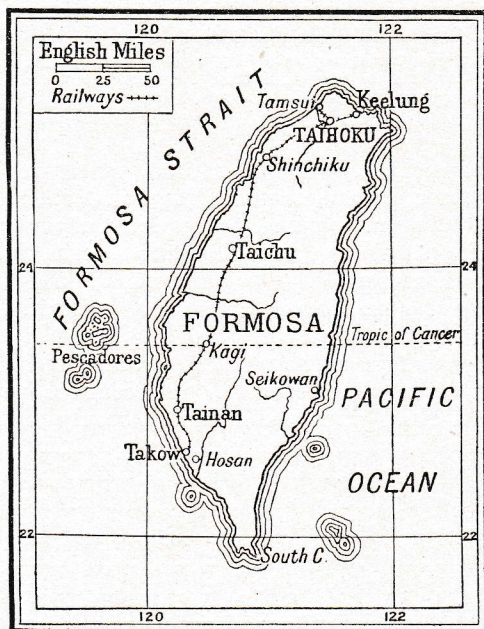 120
122
English Miles
0 25 50
Railways
FORMOSA STRAIT
Tamsui
Keelung
TAIHOKU
Shinchiku
24
24
Taichu
FORMOSA
Tropic of Cancer
Pescadores
Kagi
Seikowan
PACIFIC
Tainan
Takow
Hosan
OCEAN
22
22
South C.
120
122